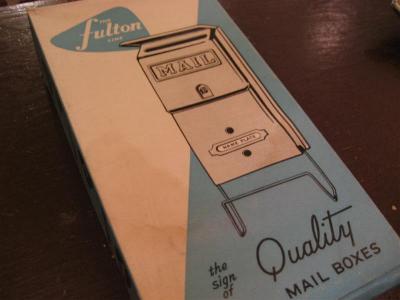 THE
fulton
LINE
MAIL
NAME PLATE
the
sign
of
Quality
MAIL BOXES